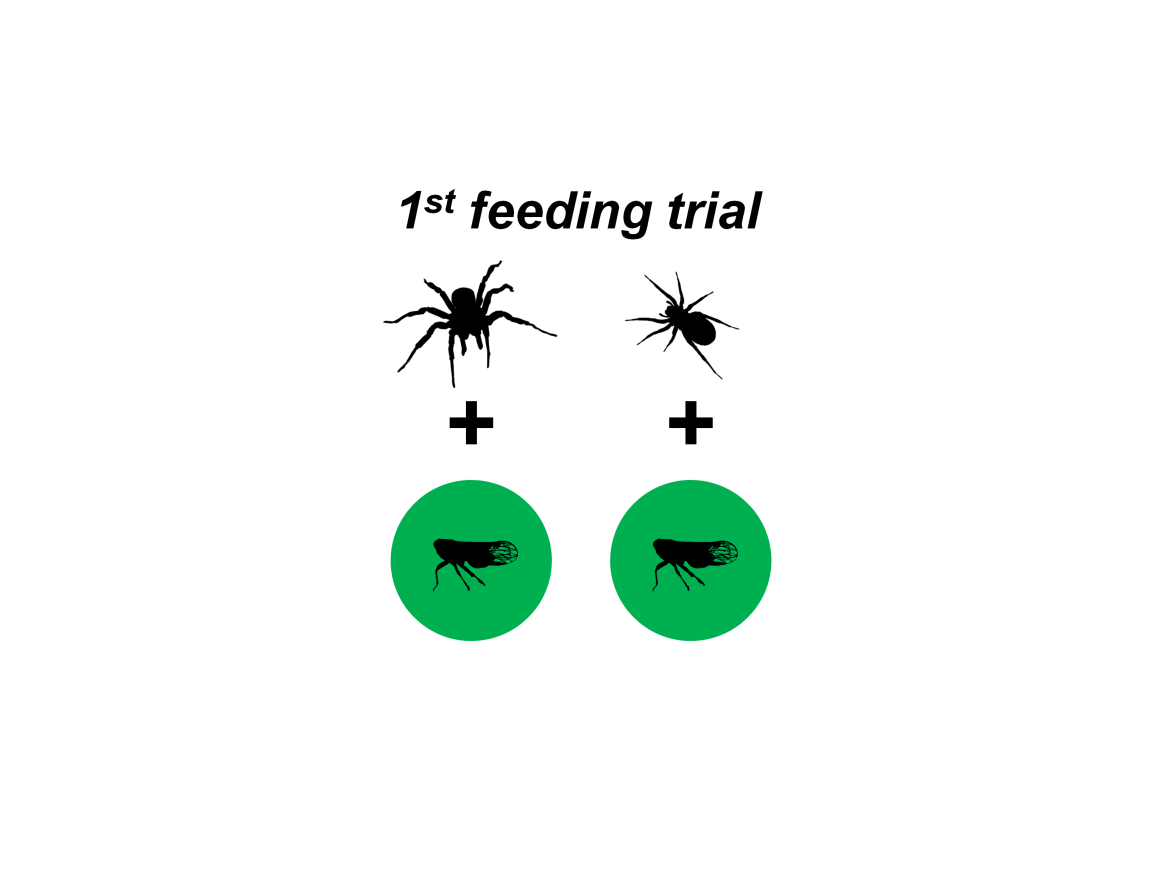 1st feeding trial
+ +